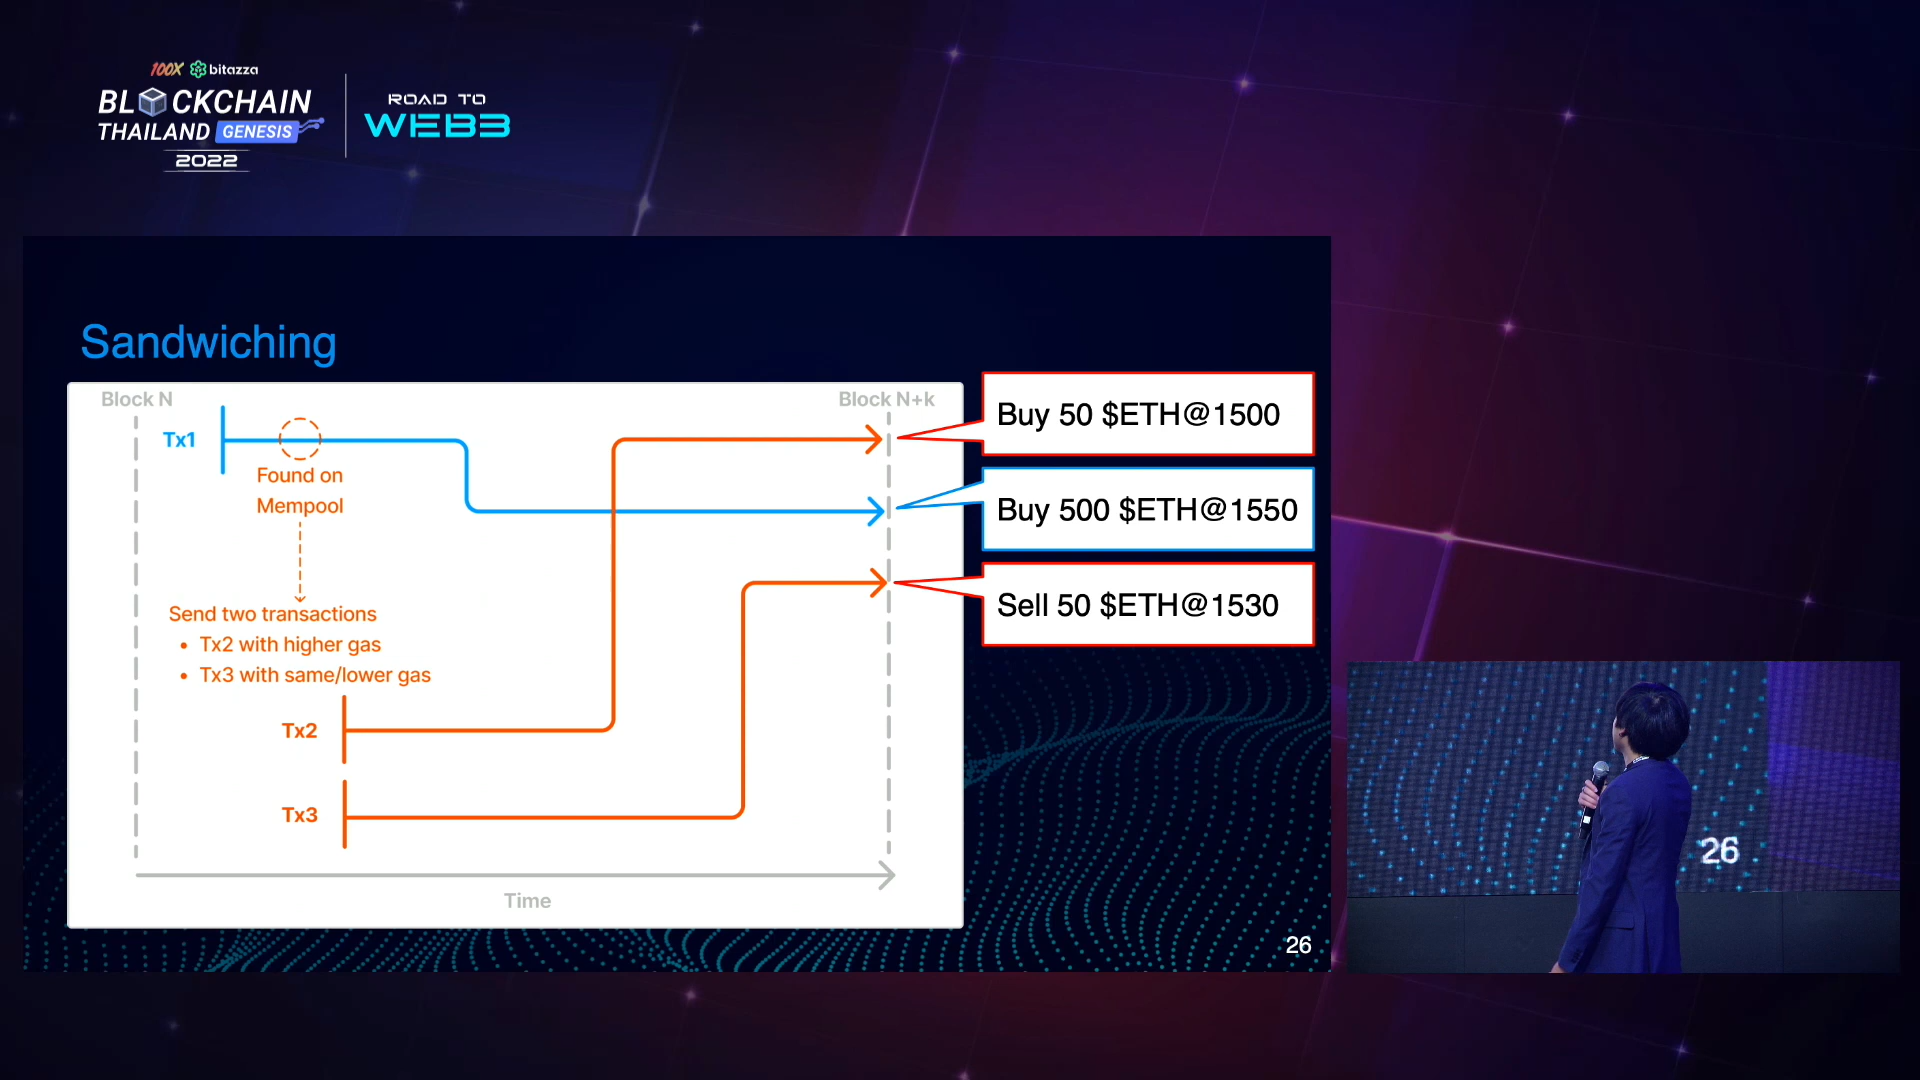 100X bitazza
BLOCKCHAIN
THAILAND GENESIS
2022
ROAD TO
WEB3
Sandwiching
Block N
Block N+k
Tx1
Found on
Mempool
Send two transactions
• Tx2 with higher gas
• Tx3 with same/lower gas
Tx2
Tx3
Time
Buy 50 $ETH@1500
Buy 500 $ETH@1550
Sell 50 $ETH@1530
26
26